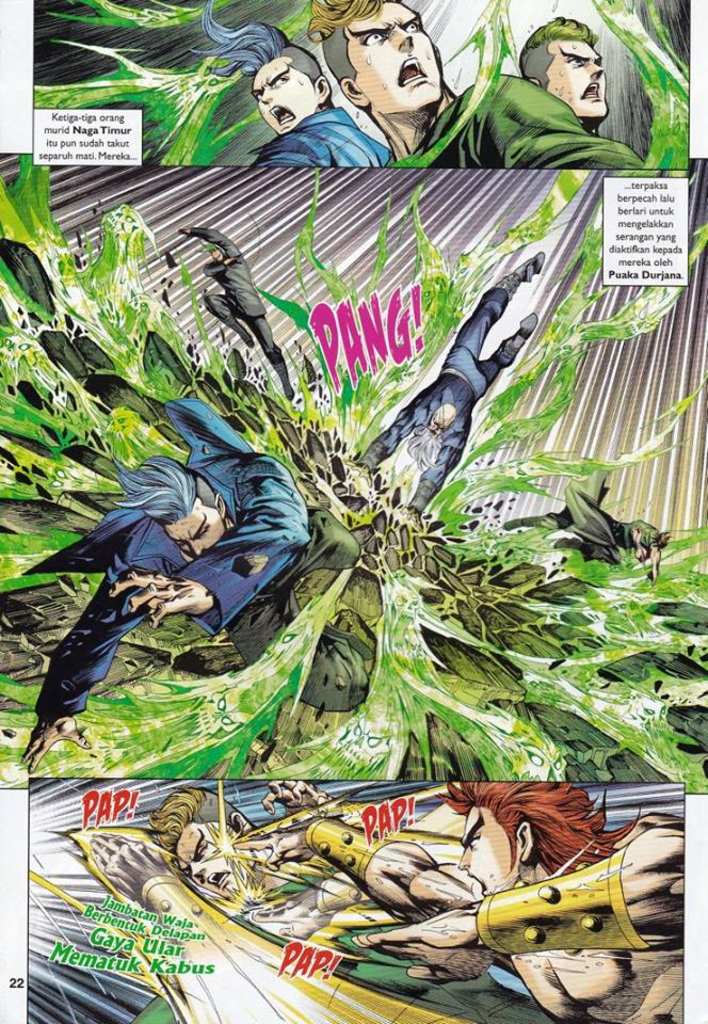 Ketiga-tiga orang
murid Naga Timur
itu pun sudah takut
separuh mati. Mereka...
...terpaksa
berpecah lalu
berlari untuk
mengelakkan
serangan yang
diaktifkan kepada
mereka oleh
Puaka Durjana.
PANG!
PAP!
PAP!
Jambatan Waja
Berbentuk Delapan
Gaya Ular
Mematuk Kabus
PAP!
22